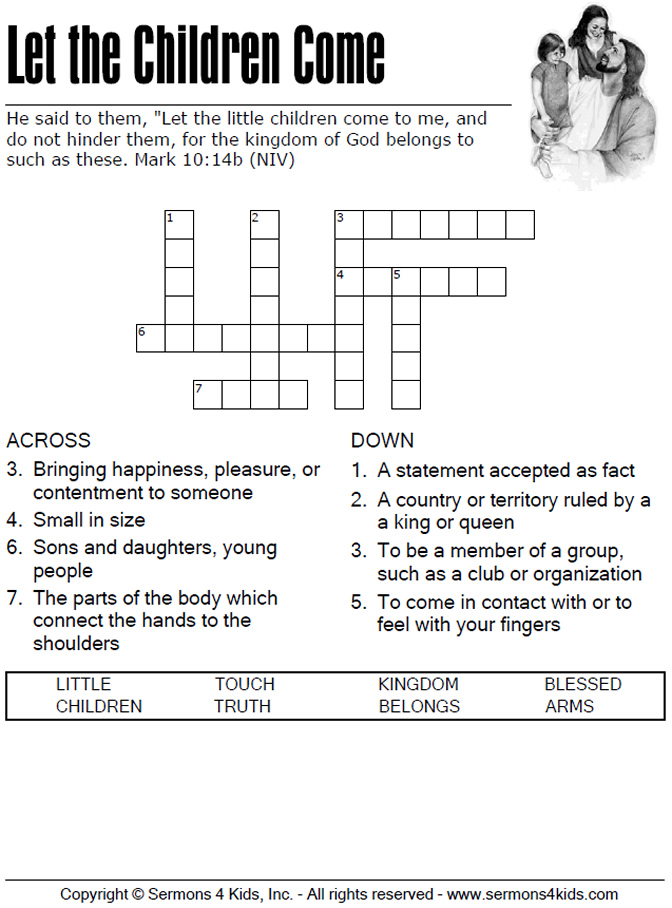 Let the Children Come
He said to them, "Let the little children come to me, and
do not hinder them, for the kingdom of God belongs to
such as these. Mark 10:14b (NIV)
1 2 3
4 5
6
7
ACROSS
3. Bringing happiness, pleasure, or
contentment to someone
4. Small in size
6. Sons and daughters, young
people
7. The parts of the body which
connect the hands to the
shoulders
DOWN
1. A statement accepted as fact
2. A country or territory ruled by a
a king or queen
3. To be a member of a group,
such as a club or organization
5. To come in contact with or to
feel with your fingers
LITTLE TOUCH KINGDOM BLESSED
CHILDREN TRUTH BELONGS ARMS
Copyright © Sermons 4 Kids, Inc. - All rights reserved - www.sermons4kids.com